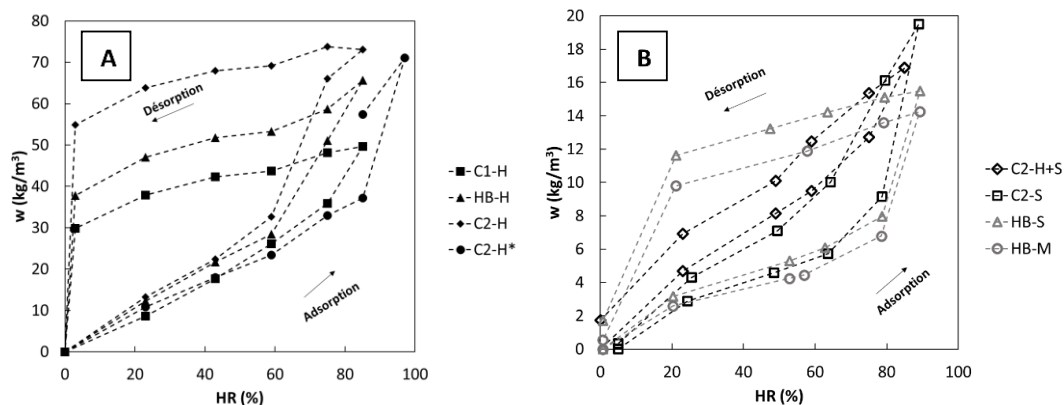 A
w (kg/m³)
80
70
60
50
40
30
20
10
0
0 20 40 60 80 100
HR (%)
Désorption
Adsorption
C1-H
HB-H
C2-H
C2-H*
B
w (kg/m³)
20
18
16
14
12
10
8
6
4
2
0
0 20 40 60 80 100
HR (%)
Désorption
Adsorption
C2-H+S
C2-S
HB-S
HB-M